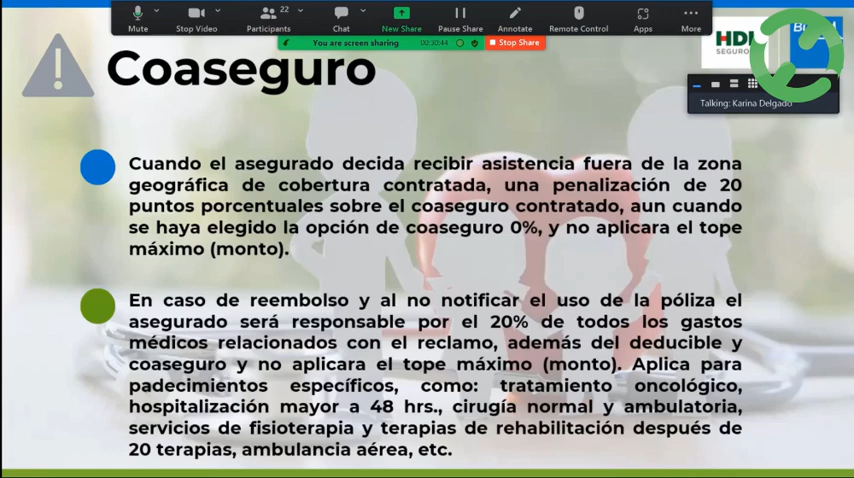 22
Mute
Stop Video
Participants
Chat
New Share
Pause Share
Annotate
Remote Control
Apps
More
You are screen sharing
02:30:44
Stop Share
HDI
SEGUROS
Talking: Karina Delgado
Coaseguro
Cuando el asegurado decida recibir asistencia fuera de la zona
geográfica de cobertura contratada, una penalización de 20
puntos porcentuales sobre el coaseguro contratado, aun cuando
se haya elegido la opción de coaseguro 0%, y no aplicara el tope
máximo (monto).
En caso de reembolso y al no notificar el uso de la póliza el
asegurado será responsable por el 20% de todos los gastos
médicos relacionados con el reclamo, además del deducible y
coaseguro y no aplicara el tope máximo (monto). Aplica para
padecimientos específicos, como: tratamiento oncológico,
hospitalización mayor a 48 hrs., cirugía normal y ambulatoria,
servicios de fisioterapia y terapias de rehabilitación después de
20 terapias, ambulancia aérea, etc.